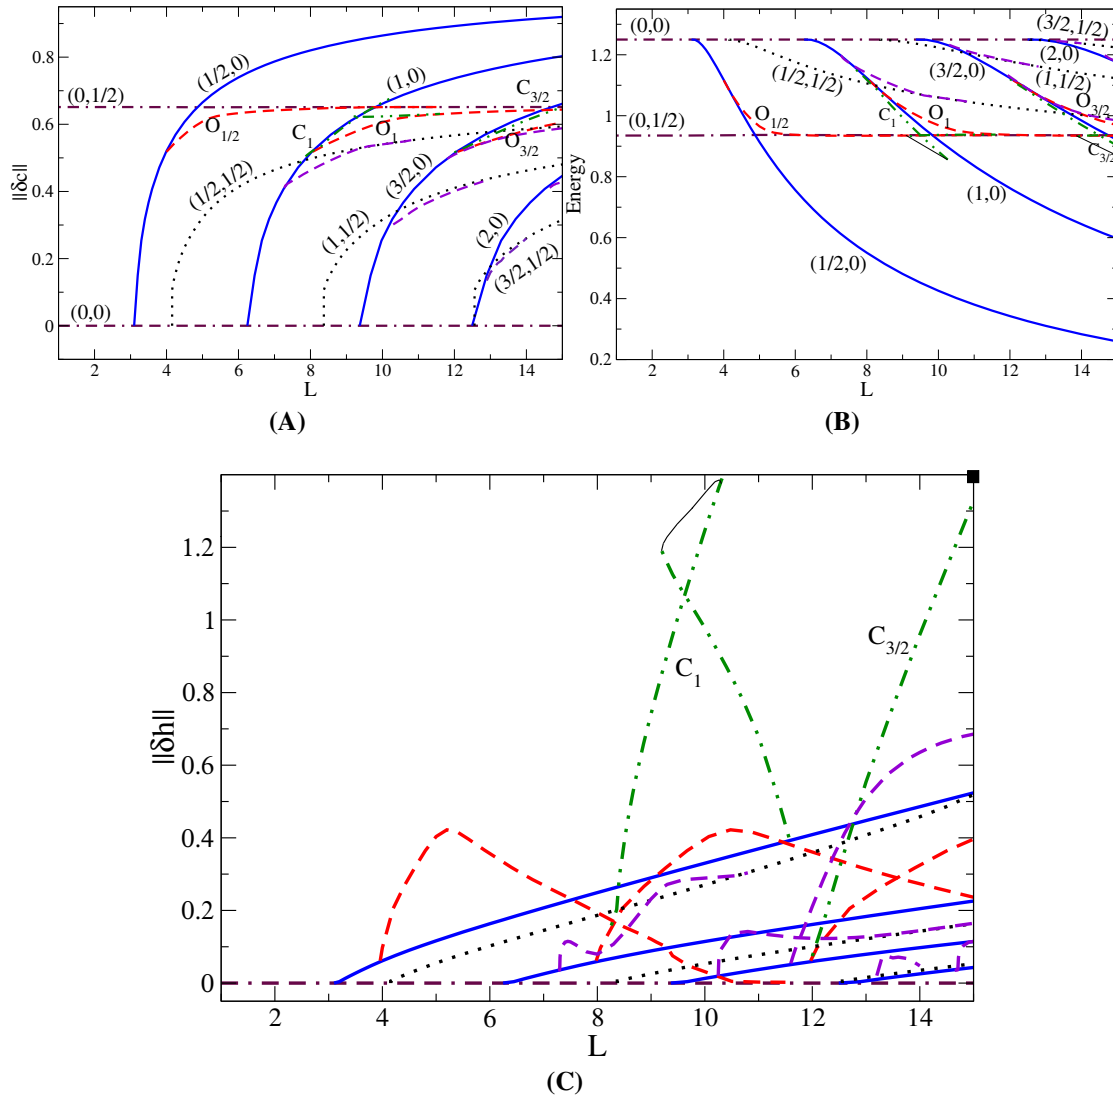 ||δc||
0.8
0.6
0.4
0.2
0
(1/2,0)
(1,0)
(0,1/2)
C3/2
O1/2
C1
O1
O3/2
(1/2,1/2)
(3/2,0)
(1,1/2)
(2,0)
(3/2,1/2)
(0,0)
2 4 6 8 10 12 14
L
(A)
Energy
1.2
1
0.8
0.6
0.4
0.2
(0,0)
(3/2,1/2)
(2,0)
(1/2,1/2)
(3/2,0)
(1,1/2)
O1/2
C1
O1
O3/2
(0,1/2)
C3/2
(1,0)
(1/2,0)
2 4 6 8 10 12 14
L
(B)
||δh||
1.2
1
0.8
0.6
0.4
0.2
0
C1
C3/2
2 4 6 8 10 12 14
L
(C)